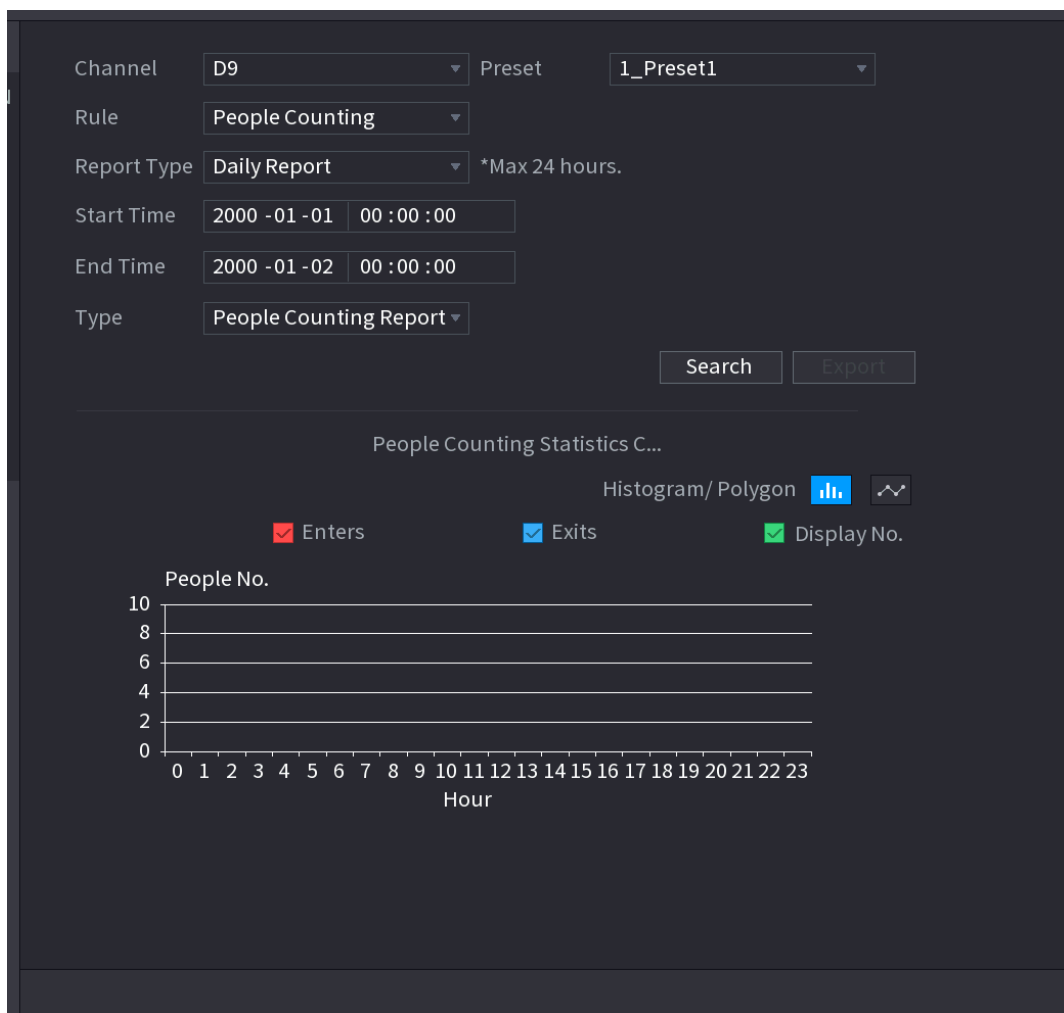 Channel D9 Preset 1_Preset1
Rule People Counting
Report Type Daily Report *Max 24 hours.
Start Time 2000 -01 -01 00 : 00 : 00
End Time 2000 -01 -02 00 : 00 : 00
Type People Counting Report
Search Export
People Counting Statistics C...
Histogram/ Polygon
Enters Exits Display No.
People No.
10
8
6
4
2
0
0 1 2 3 4 5 6 7 8 9 10 11 12 13 14 15 16 17 18 19 20 21 22 23
Hour